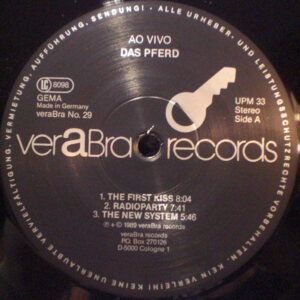 AO VIVO
DAS PFERD
LC 8096
GEMA
Made in Germany
veraBra No. 29
UPM 33
Stereo
Side A
veraBra records
1. THE FIRST KISS 8:04
2. RADIOPARTY 7:41
3. THE NEW SYSTEM 5:46
℗ + © 1989 veraBra records
veraBra records
P.O. Box 270126
D-5000 Cologne 1
ALLE URHEBER- UND LEISTUNGSSCHUTZRECHTE VORBEHALTEN. KEIN VERLEIH! KEINE UNERLAUBTE VERVIELFÄLTIGUNG, VERMIETUNG, AUFFÜHRUNG, SENDUNG! -